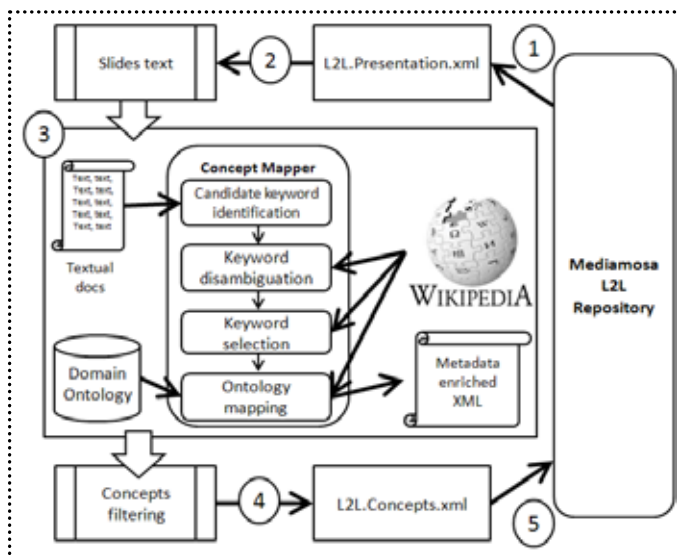 1
2
Slides text
L2L.Presentation.xml
3
Concept Mapper
Text, text,
Text, text,
Text, text,
Text, text,
Text, text
Candidate keyword
identification
Textual
docs
Keyword
disambiguation
WIKIPEDIA
Mediamosa
L2L
Repository
Keyword
selection
Domain
Ontology
Ontology
mapping
Metadata
enriched
XML
Concepts
filtering
4
L2L.Concepts.xml
5